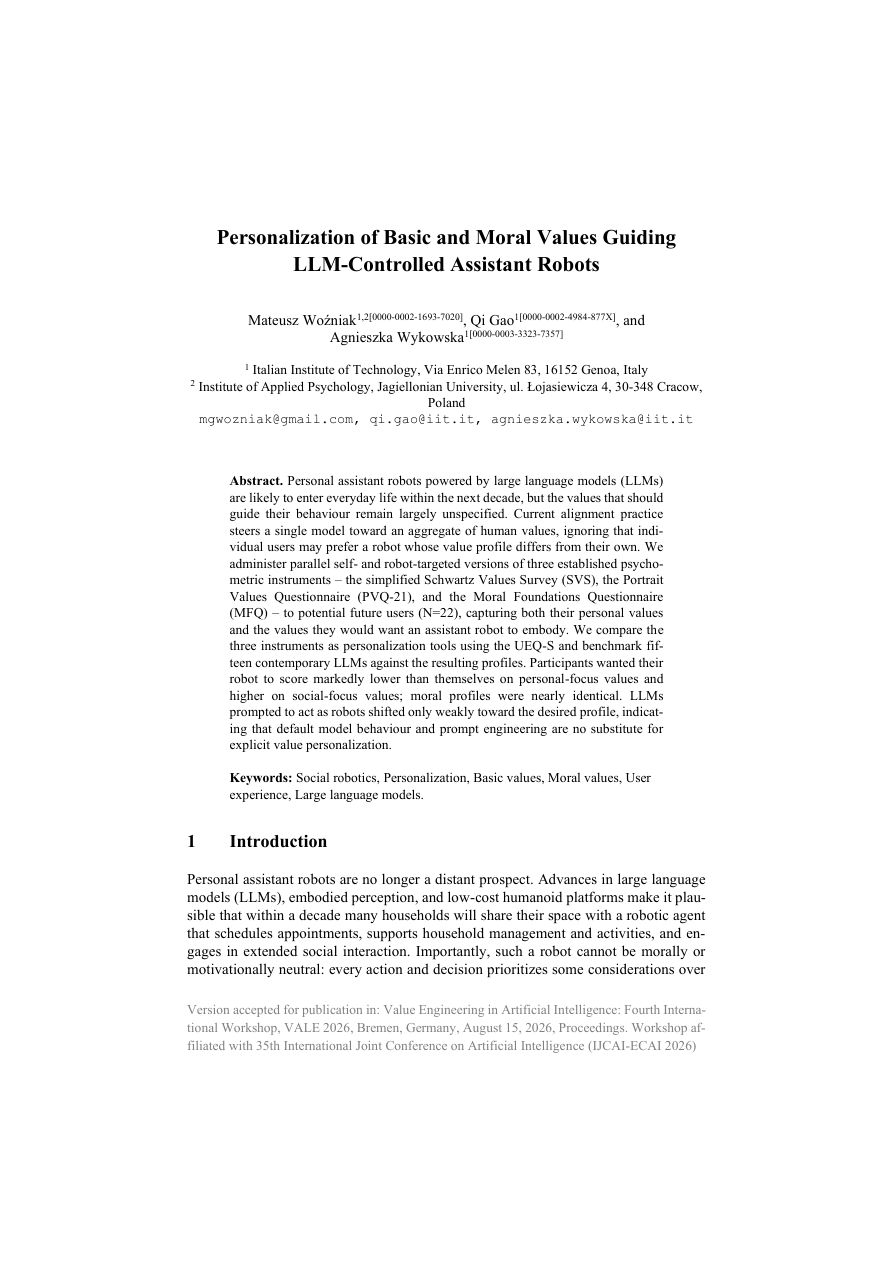 Personalization of Basic and Moral Values Guiding
LLM-Controlled Assistant Robots
Mateusz Woźniak1,2[0000-0002-1693-7020], Qi Gao1[0000-0002-4984-877X], and
Agnieszka Wykowska1[0000-0003-3323-7357]
1 Italian Institute of Technology, Via Enrico Melen 83, 16152 Genoa, Italy
2 Institute of Applied Psychology, Jagiellonian University, ul. Łojasiewicza 4, 30-348 Cracow,
Poland
mgwozniak@gmail.com, qi.gao@iit.it, agnieszka.wykowska@iit.it
Abstract. Personal assistant robots powered by large language models (LLMs)
are likely to enter everyday life within the next decade, but the values that should
guide their behaviour remain largely unspecified. Current alignment practice
steers a single model toward an aggregate of human values, ignoring that indi-
vidual users may prefer a robot whose value profile differs from their own. We
administer parallel self- and robot-targeted versions of three established psycho-
metric instruments – the simplified Schwartz Values Survey (SVS), the Portrait
Values Questionnaire (PVQ-21), and the Moral Foundations Questionnaire
(MFQ) – to potential future users (N=22), capturing both their personal values
and the values they would want an assistant robot to embody. We compare the
three instruments as personalization tools using the UEQ-S and benchmark fif-
teen contemporary LLMs against the resulting profiles. Participants wanted their
robot to score markedly lower than themselves on personal-focus values and
higher on social-focus values; moral profiles were nearly identical. LLMs
prompted to act as robots shifted only weakly toward the desired profile, indicat-
ing that default model behaviour and prompt engineering are no substitute for
explicit value personalization.
Keywords: Social robotics, Personalization, Basic values, Moral values, User
experience, Large language models.
1 Introduction
Personal assistant robots are no longer a distant prospect. Advances in large language
models (LLMs), embodied perception, and low-cost humanoid platforms make it plau-
sible that within a decade many households will share their space with a robotic agent
that schedules appointments, supports household management and activities, and en-
gages in extended social interaction. Importantly, such a robot cannot be morally or
motivationally neutral: every action and decision prioritizes some considerations over
Version accepted for publication in: Value Engineering in Artificial Intelligence: Fourth Interna-
tional Workshop, VALE 2026, Bremen, Germany, August 15, 2026, Proceedings. Workshop af-
filiated with 35th International Joint Conference on Artificial Intelligence (IJCAI-ECAI 2026)